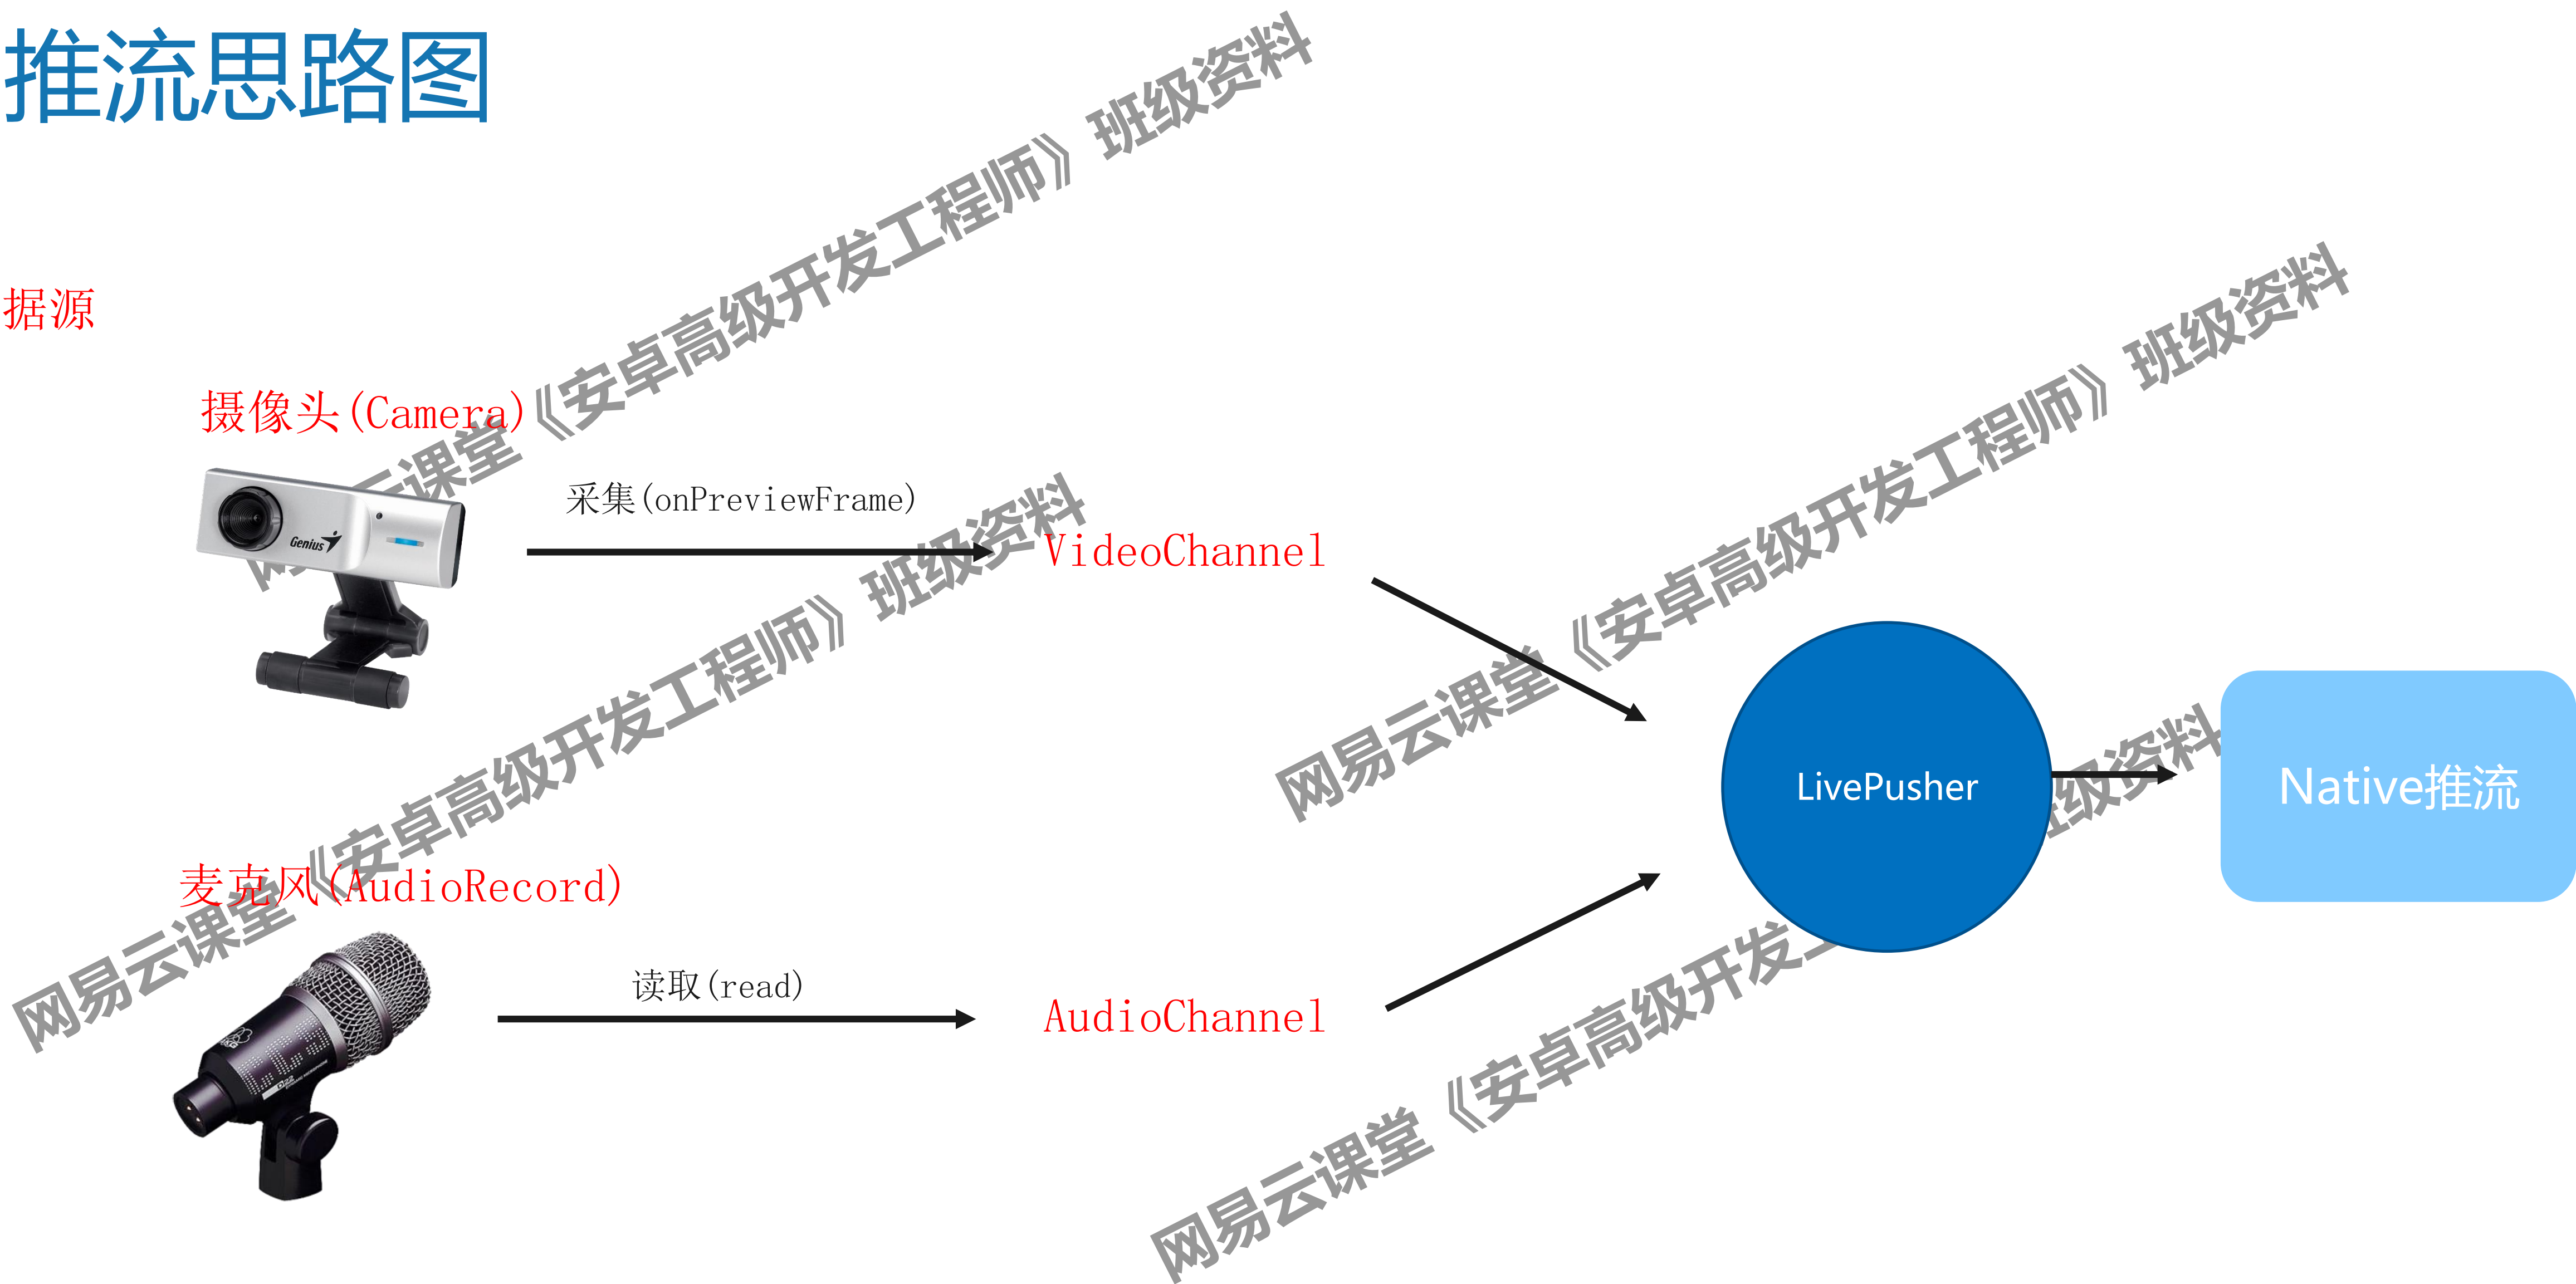 推流思路图
据源
摄像头(Camera)
采集(onPreviewFrame)
Genius
VideoChannel
LivePusher
Native推流
麦克风(AudioRecord)
读取(read)
AudioChannel
AKG
D22
网易云课堂《安卓高级开发工程师》班级资料
网易云课堂《安卓高级开发工程师》班级资料
网易云课堂《安卓高级开发工程师》班级资料
网易云课堂《安卓高级开发工
级资料